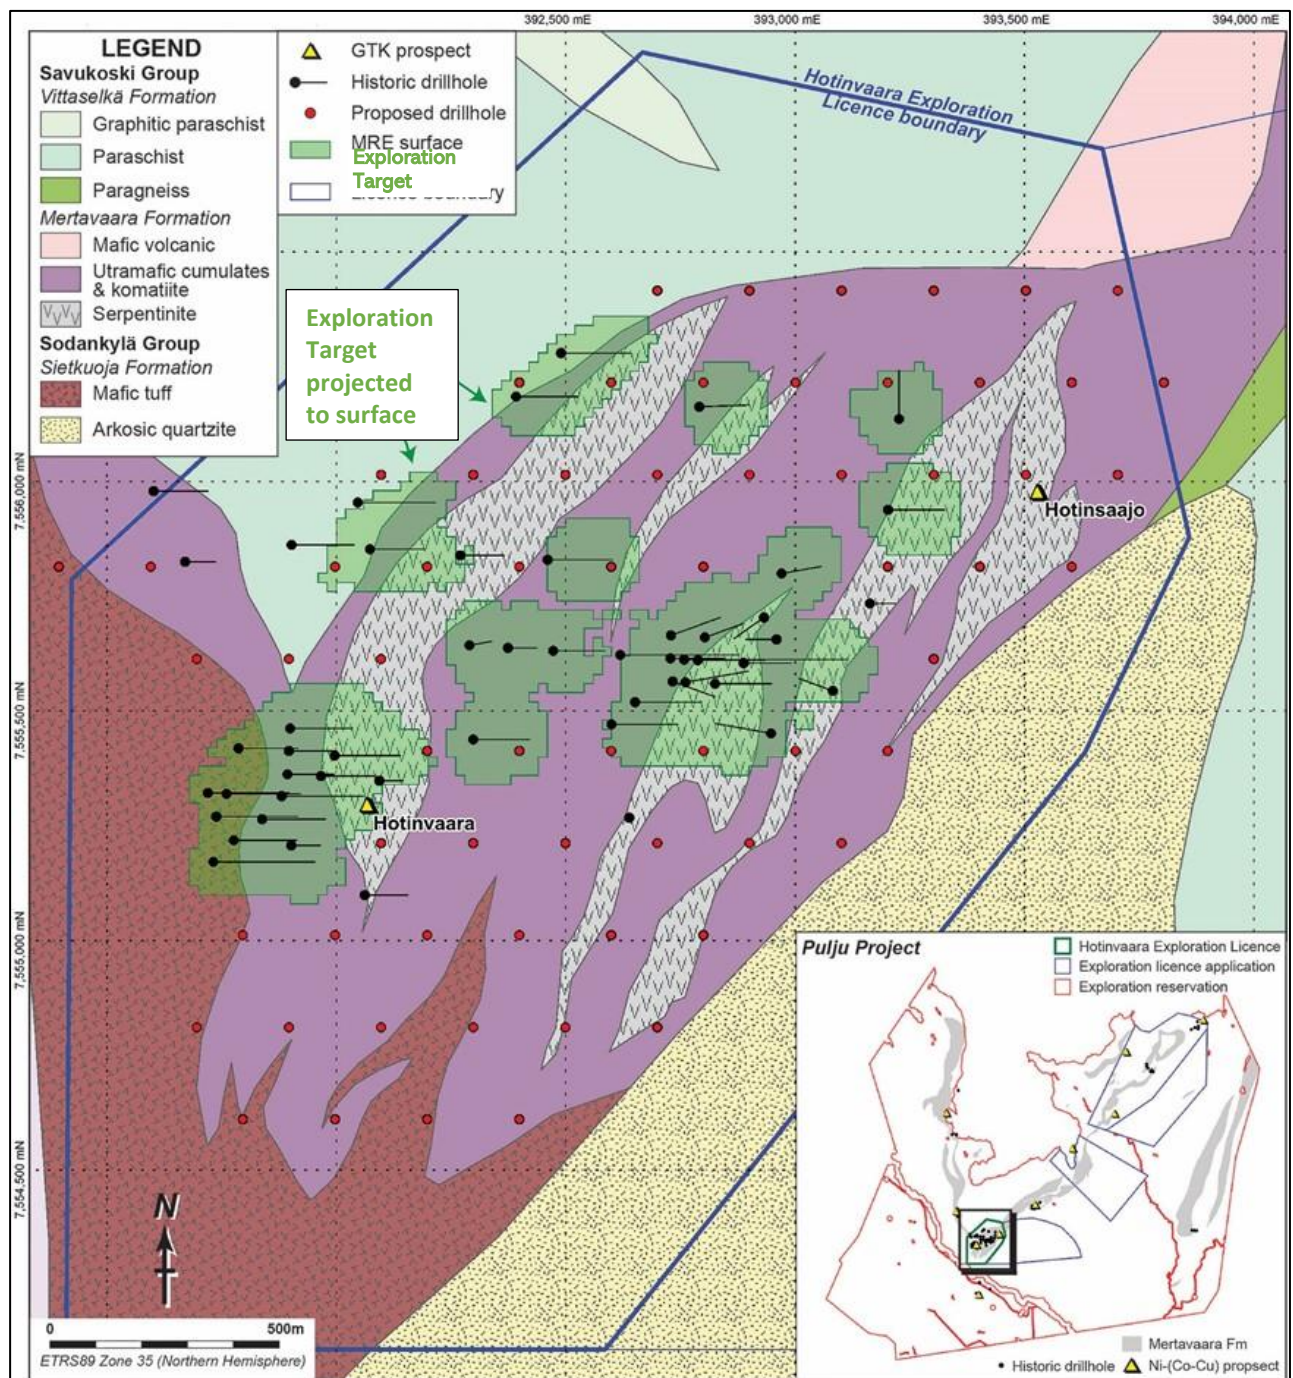 392,500 mE
393,000 mE
393,500 mE
394,000 mE
LEGEND
Savukoski Group
Vittaselkä Formation
Graphitic paraschist
Paraschist
Paragneiss
Mertavaara Formation
Mafic volcanic
Utramafic cumulates
& komatiite
Serpentinite
Sodankylä Group
Sietkuoja Formation
Mafic tuff
Arkosic quartzite
GTK prospect
Historic drillhole
Proposed drillhole
MRE surface
Exploration
Target
Licence boundary
Hotinvaara Exploration
Licence boundary
Exploration
Target
projected
to surface
7,556,000 mN
7,555,500 mN
7,555,000 mN
7,554,500 mN
Hotinsaajo
Hotinvaara
N
0 500m
ETRS89 Zone 35 (Northern Hemisphere)
Pulju Project
Hotinvaara Exploration Licence
Exploration licence application
Exploration reservation
Mertavaara Fm
Historic drillhole
Ni-(Co-Cu) propsect